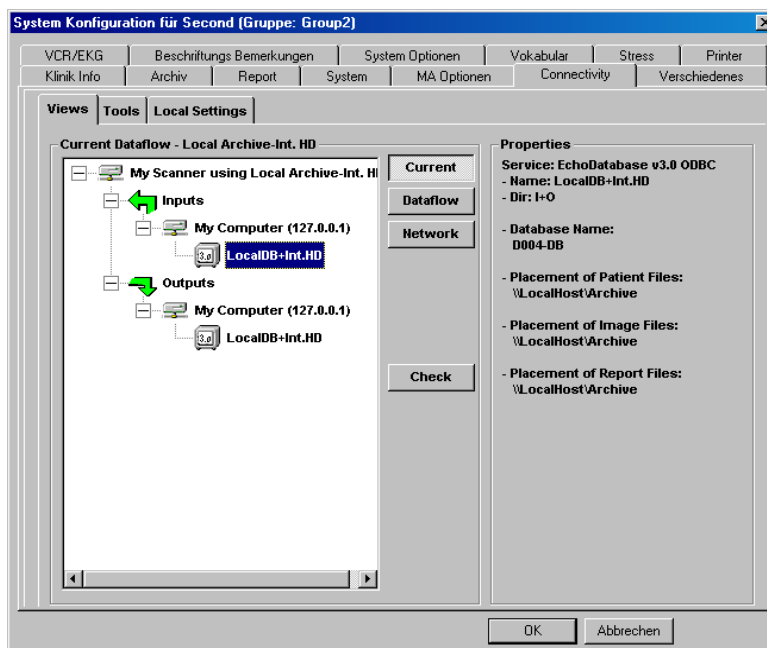 System Konfiguration für Second (Gruppe: Group2)
VCR/EKG Beschriftungs Bemerkungen System Optionen Vokabular Stress Printer
Klinik Info Archiv Report System MA Optionen Connectivity Verschiedenes
Views Tools Local Settings
Current Dataflow - Local Archive-Int. HD
My Scanner using Local Archive-Int. H
Inputs
My Computer (127.0.0.1)
3.0 LocalDB+Int.HD
Outputs
My Computer (127.0.0.1)
3.0 LocalDB+Int.HD
Current
Dataflow
Network
Check
Properties
Service: EchoDatabase v3.0 ODBC
- Name: LocalDB+Int.HD
- Dir: I+O
- Database Name:
D004-DB
- Placement of Patient Files:
\\LocalHost\Archive
- Placement of Image Files:
\\LocalHost\Archive
- Placement of Report Files:
\\LocalHost\Archive
OK Abbrechen